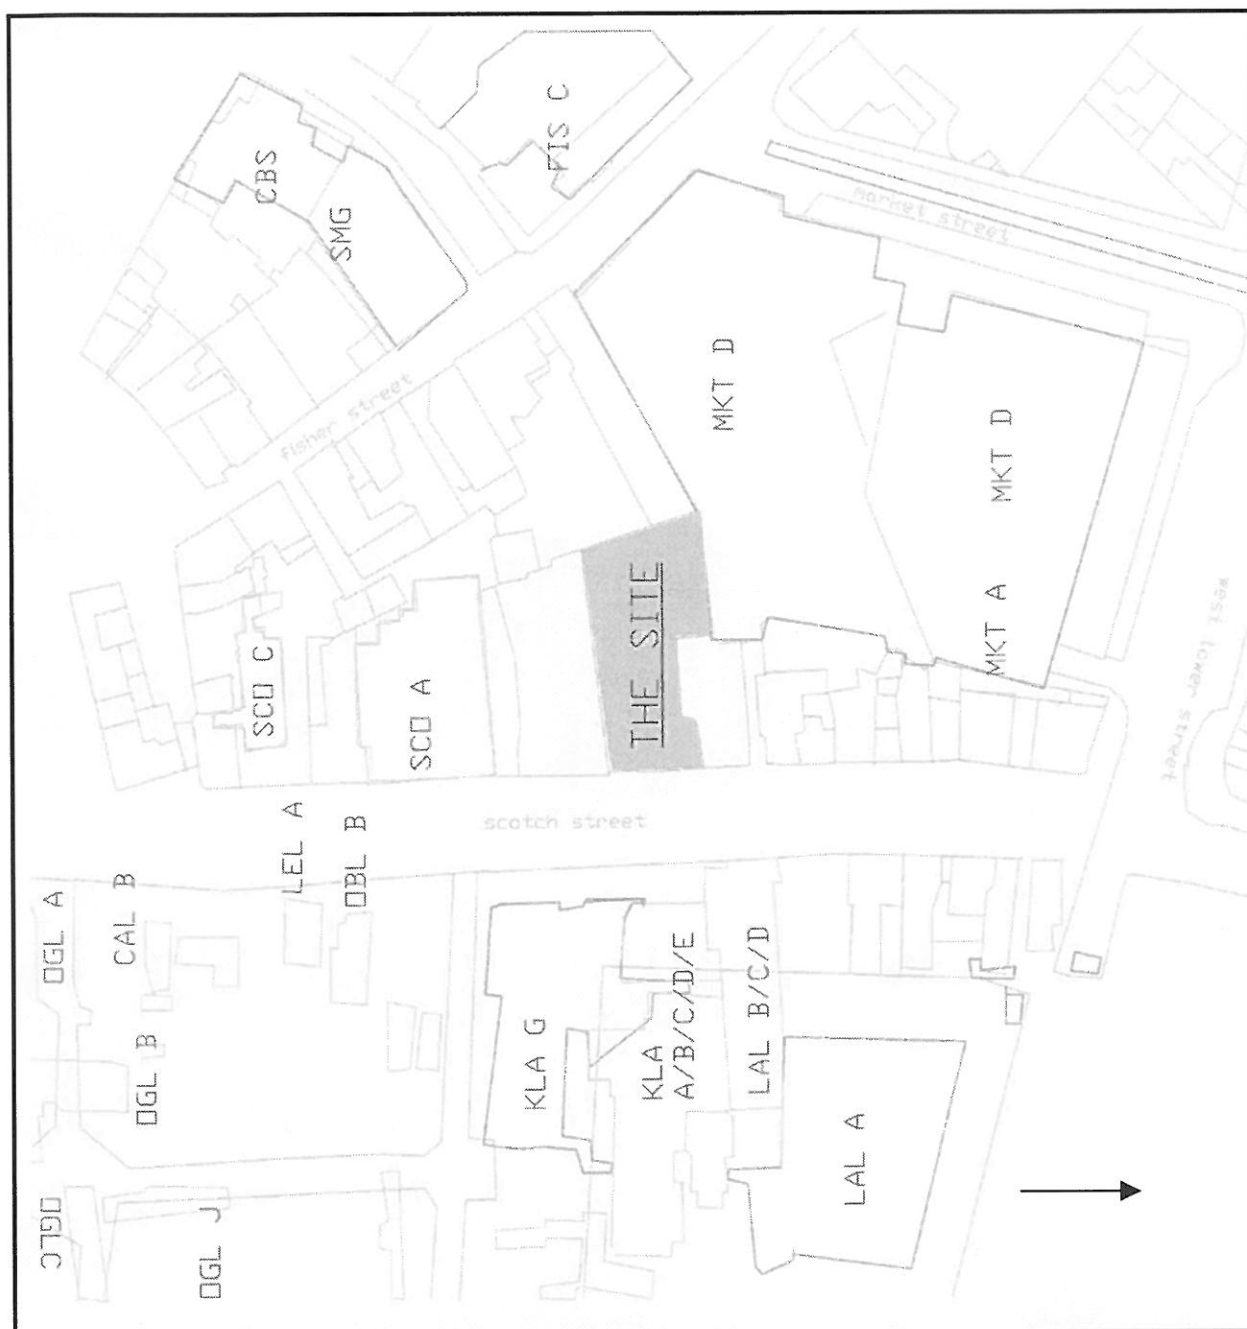 CBS
SMG
FIS C
market street
fisher street
MKT D
MKT D
MKT A
west tower street
SCO C
SCO A
THE SITE
scotch street
LEL A
OBL B
OGL A
CAL B
OGL B
KLA G
KLA
A/B/C/D/E
LAL B/C/D
LAL A
OGLC
OGL J